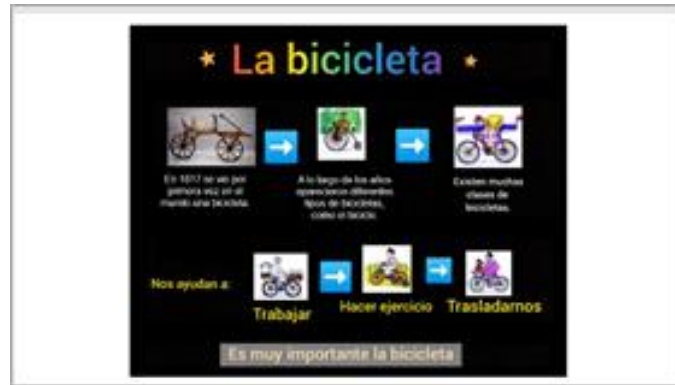 La bicicleta
En 1817 se vio por
primera vez en el
mundo una bicicleta.
A lo largo de los años
aparecieron diferentes
tipos de bicicletas,
como el biciclo.
Existen muchas
clases de
bicicletas.
Nos ayudan a:
Trabajar
Hacer ejercicio
Trasladarnos
Es muy importante la bicicleta